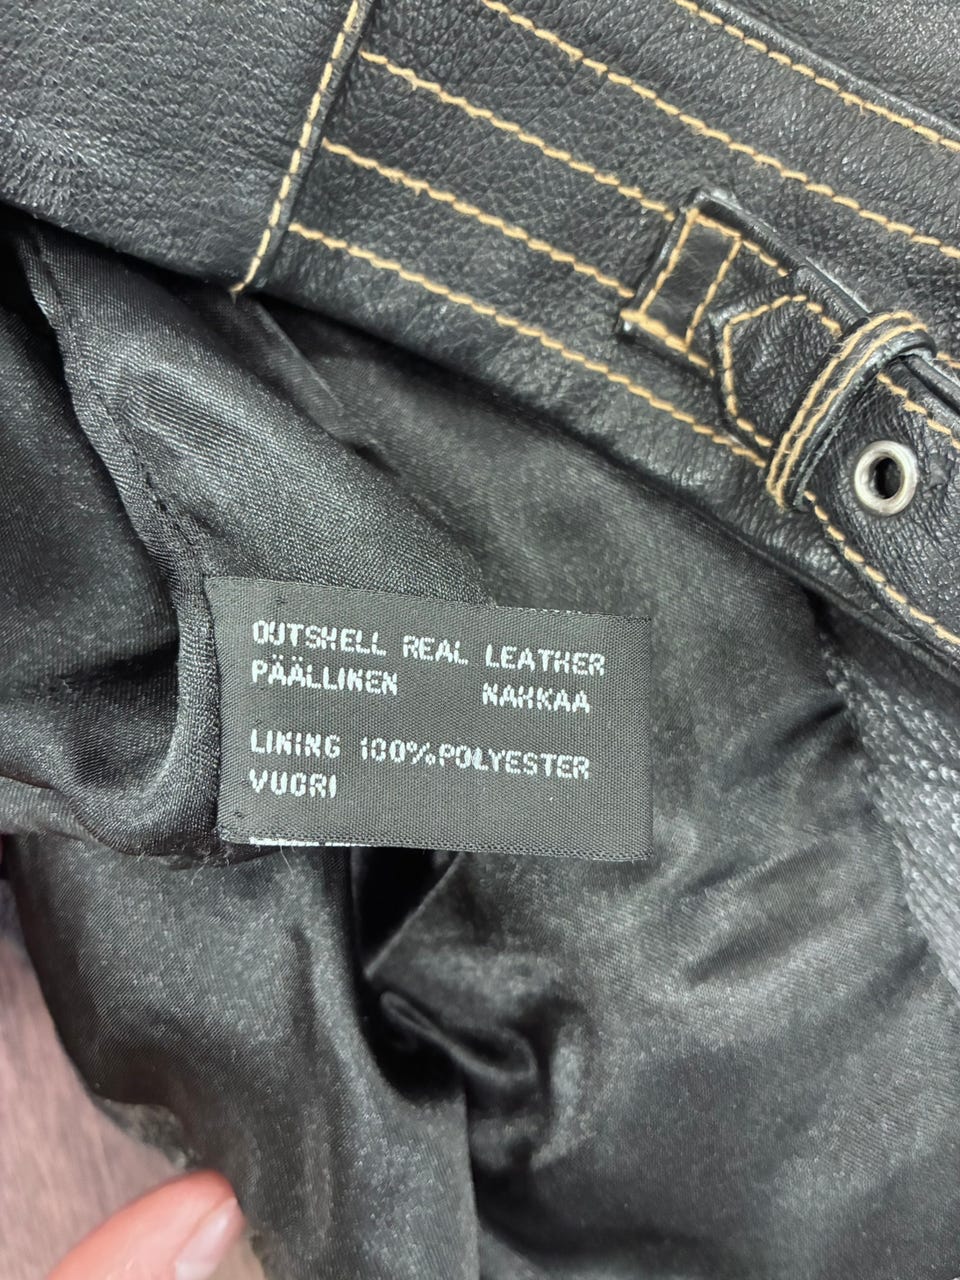 OUTSHELL REAL LEATHER
PÄÄLLINEN NAHKAA
LINING 100%POLYESTER
VUORI